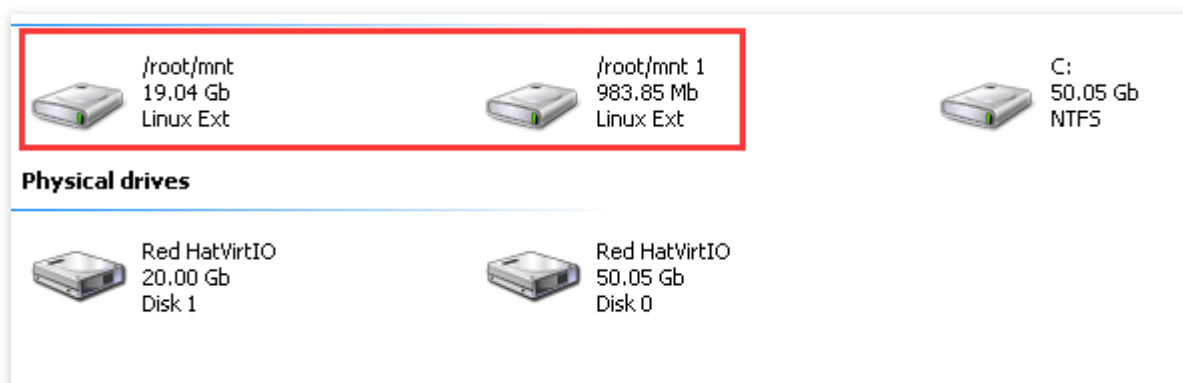 /root/mnt
19.04 Gb
Linux Ext
/root/mnt 1
983.85 Mb
Linux Ext
C:
50.05 Gb
NTFS
Physical drives
Red HatVirtIO
20.00 Gb
Disk 1
Red HatVirtIO
50.05 Gb
Disk 0